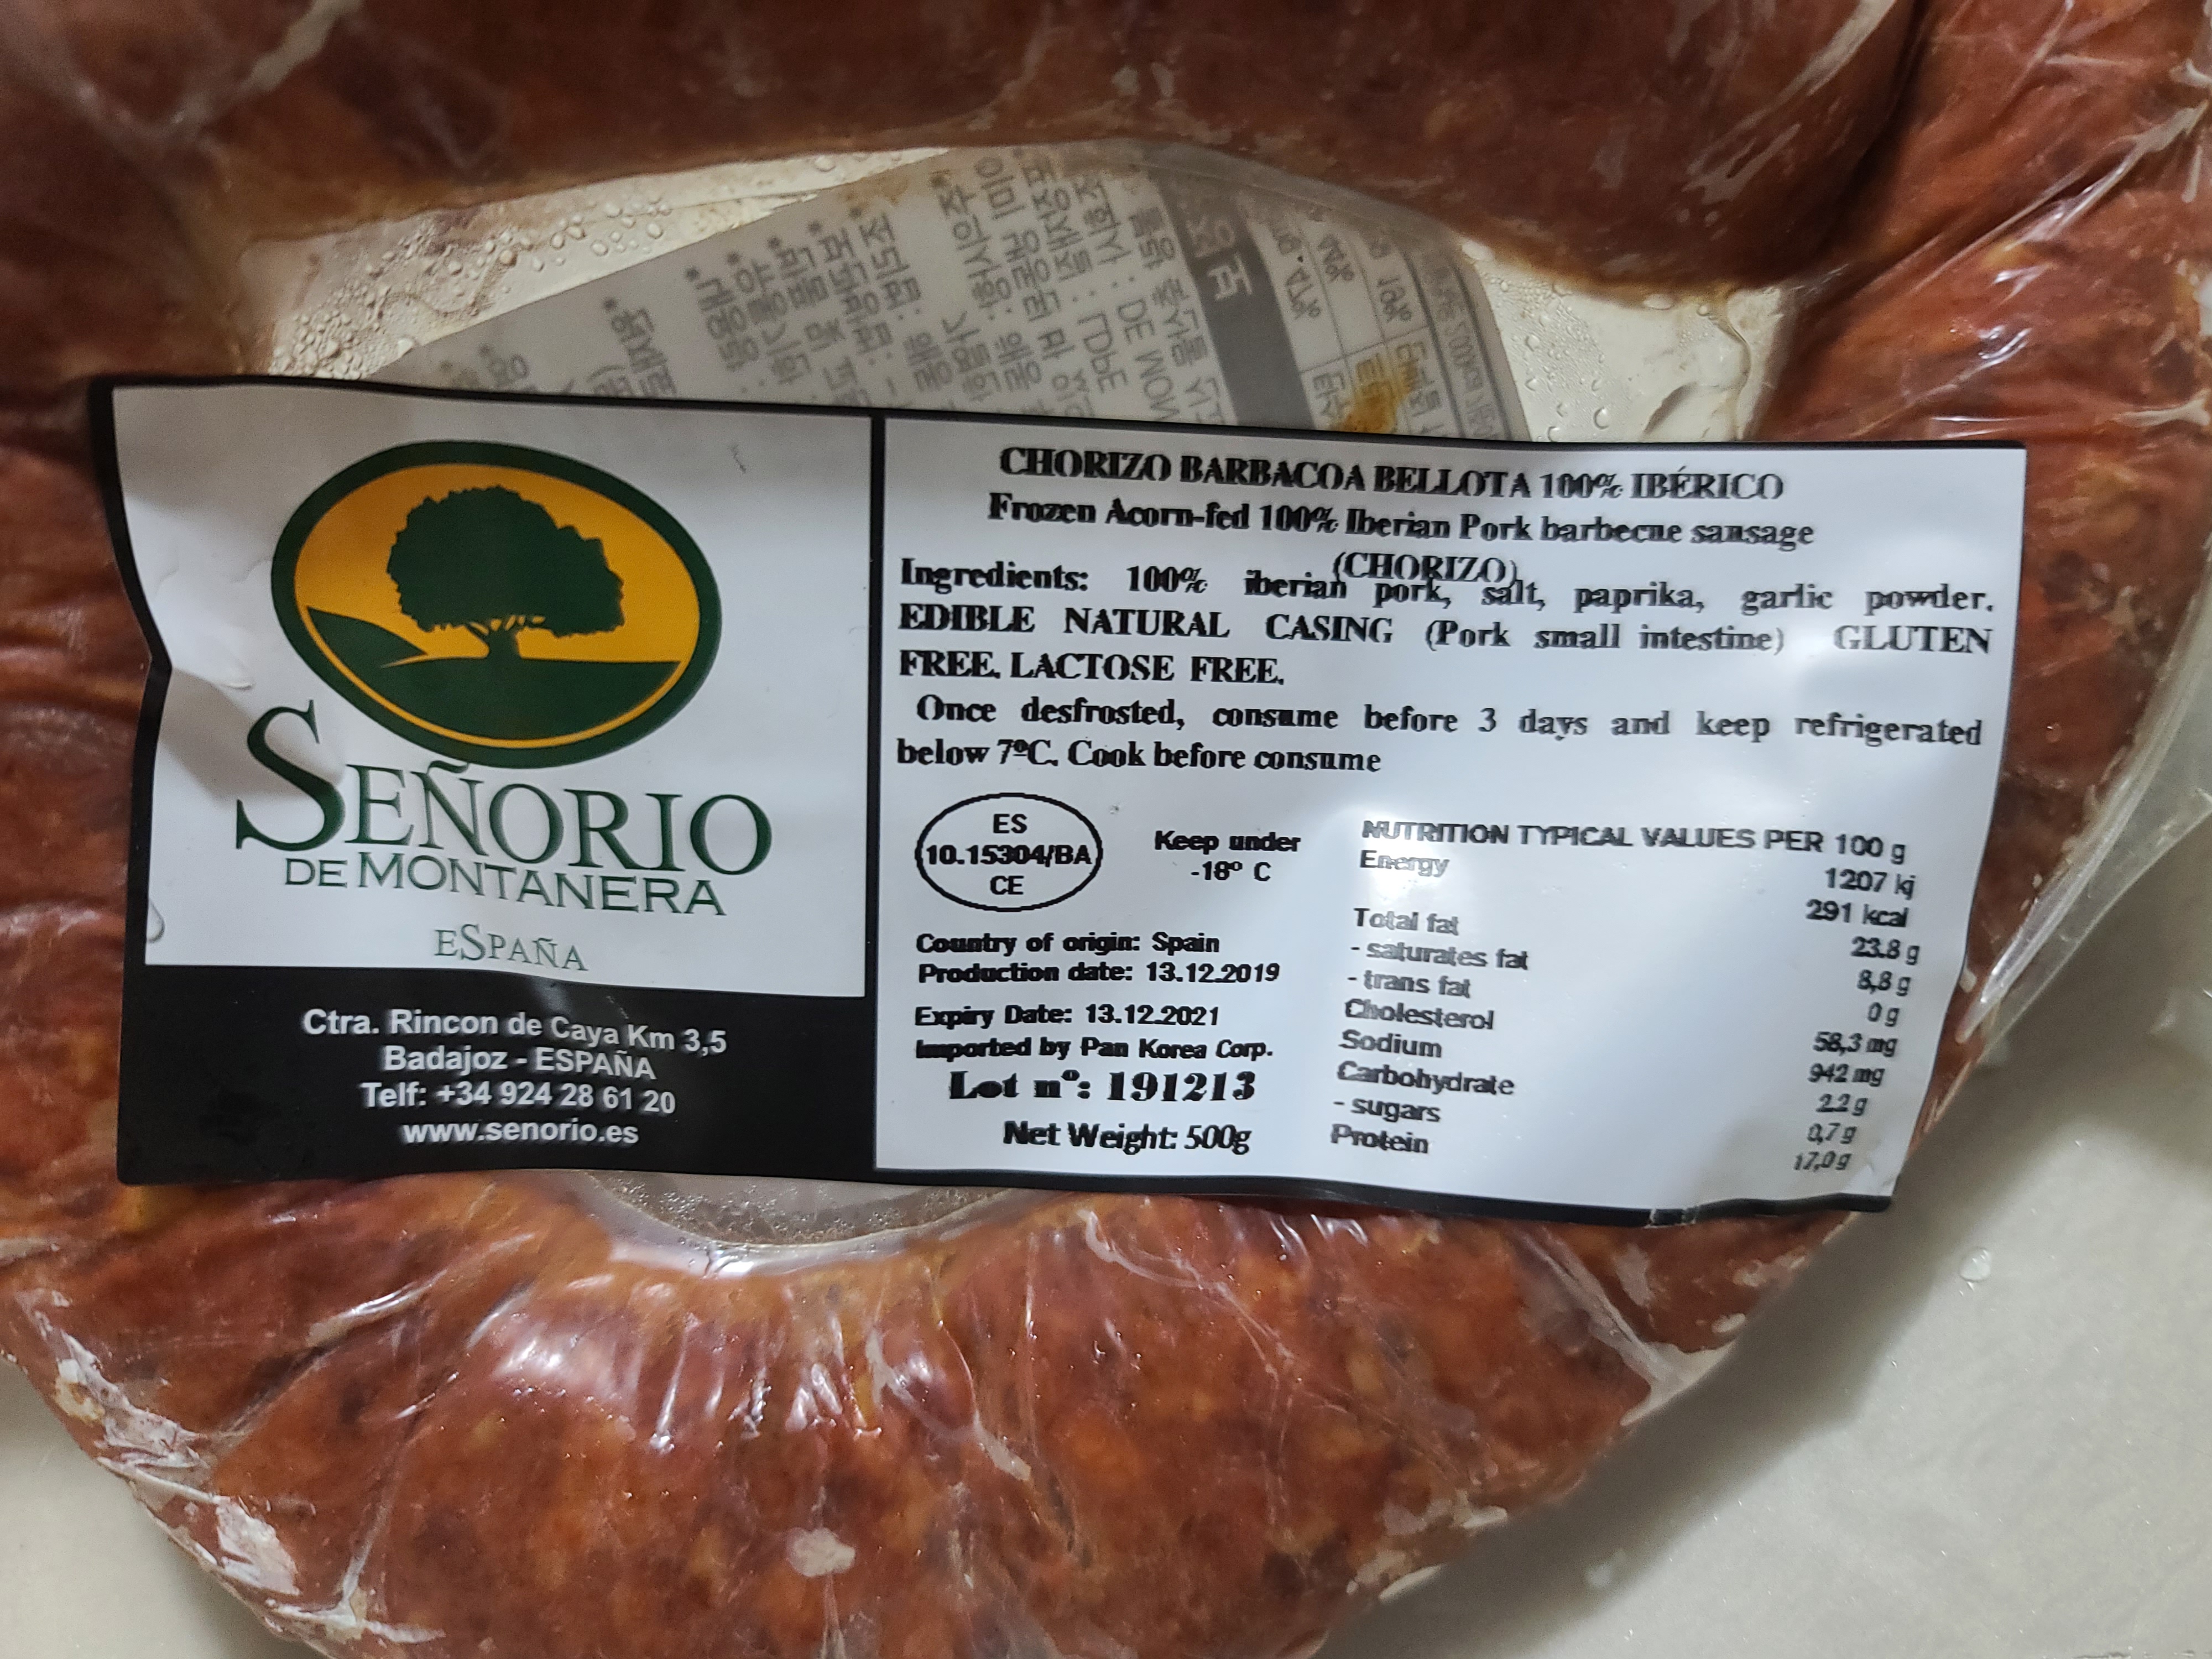 SEÑORIO
DE MONTANERA
ESPAÑA
Ctra. Rincon de Caya Km 3,5
Badajoz - ESPAÑA
Telf: +34 924 28 61 20
www.senorio.es
CHORIZO BARBACOA BELLOTA 100% IBÉRICO
Frozen Acorn-fed 100% Iberian Pork barbecue sausage
(CHORIZO)
Ingredients: 100% iberian pork, salt, paprika, garlic powder.
EDIBLE NATURAL CASING (Pork small intestine) GLUTEN
FREE, LACTOSE FREE.
Once desfrosted, consume before 3 days and keep refrigerated
below 7ºC. Cook before consume
ES
10.15304/BA
CE
Keep under
-18º C
Country of origin: Spain
Production date: 13.12.2019
Expiry Date: 13.12.2021
Imported by Pan Korea Corp.
Lot nº: 191213
Net Weight: 500g
NUTRITION TYPICAL VALUES PER 100 g
Energy 1207 kj
291 kcal
Total fat 23.8 g
- saturates fat 8,8 g
- trans fat 0 g
Cholesterol 58,3 mg
Sodium 942 mg
Carbohydrate 2.2 g
- sugars 0,7 g
Protein 17,0 g